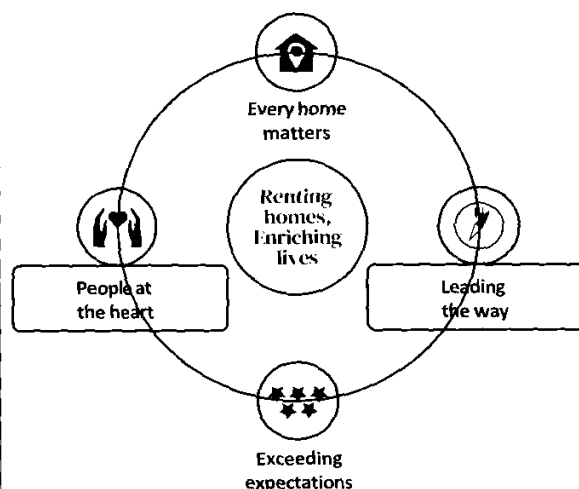 Every home
matters
Renting
homes,
Enriching
lives
People at
the heart
Leading
the way
Exceeding
expectations